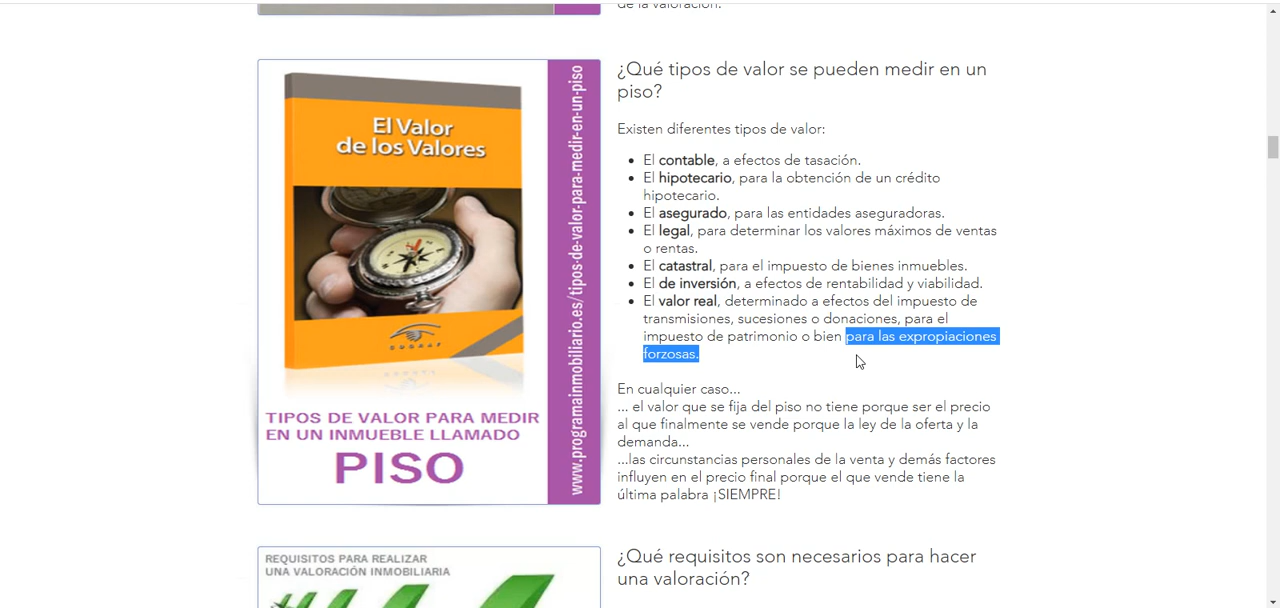 de la valoración.
¿Qué tipos de valor se pueden medir en un
piso?
Existen diferentes tipos de valor:
El contable, a efectos de tasación.
El hipotecario, para la obtención de un crédito
hipotecario.
El asegurado, para las entidades aseguradoras.
El legal, para determinar los valores máximos de ventas
o rentas.
El catastral, para el impuesto de bienes inmuebles.
El de inversión, a efectos de rentabilidad y viabilidad.
El valor real, determinado a efectos del impuesto de
transmisiones, sucesiones o donaciones, para el
impuesto de patrimonio o bien para las expropiaciones
forzosas.
En cualquier caso...
... el valor que se fija del piso no tiene porque ser el precio
al que finalmente se vende porque la ley de la oferta y la
demanda...
...las circunstancias personales de la venta y demás factores
influyen en el precio final porque el que vende tiene la
última palabra ¡SIEMPRE!
El Valor
de los Valores
TIPOS DE VALOR PARA MEDIR
EN UN INMUEBLE LLAMADO
PISO
www.programainmobiliario.es/tipos-de-valor-para-medir-en-un-piso
¿Qué requisitos son necesarios para hacer
una valoración?
REQUISITOS PARA REALIZAR
UNA VALORACIÓN INMOBILIARIA